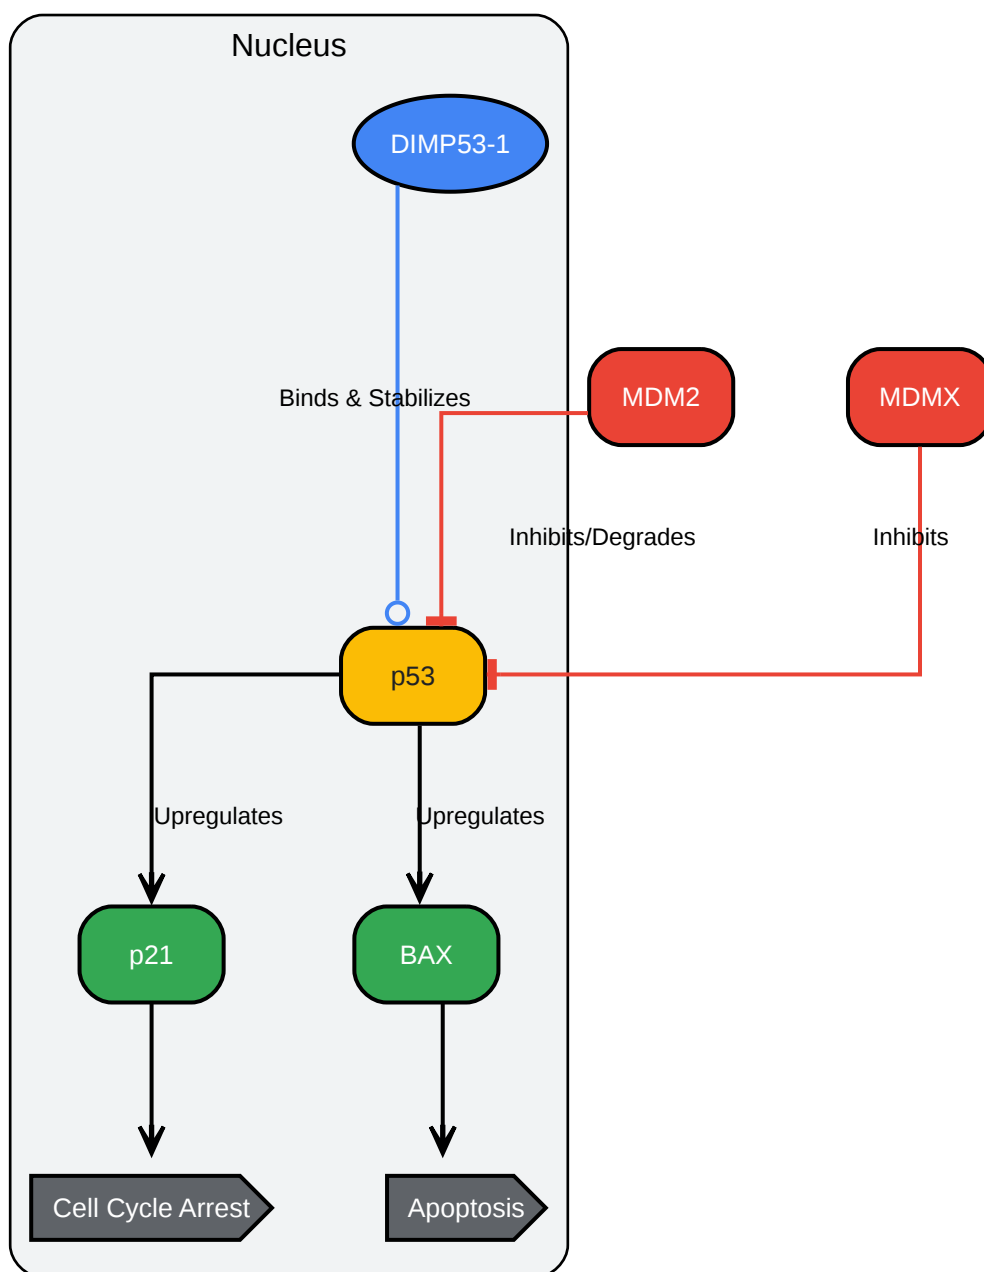 Nucleus
DIMP53-1
Binds & Stabilizes
MDM2
MDMX
Inhibits/Degrades
Inhibits
p53
Upregulates
Upregulates
p21
BAX
Cell Cycle Arrest
Apoptosis